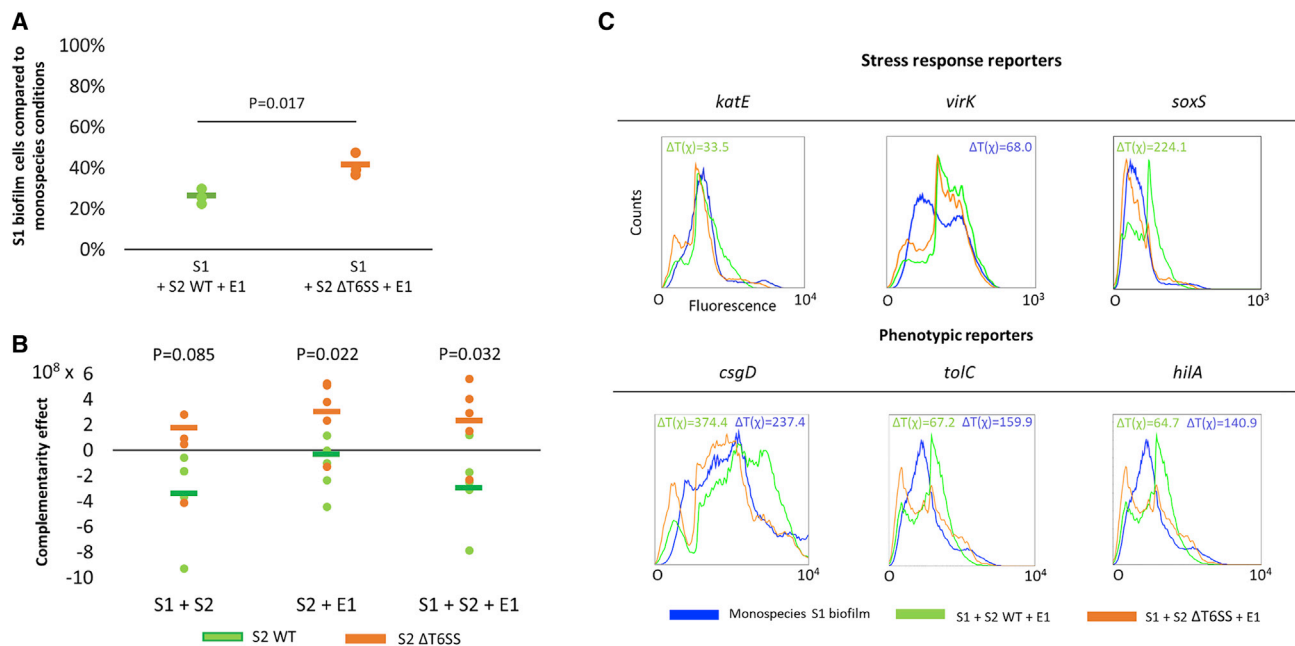 A
S1 biofilm cells compared to
monospecies conditions
100%
80%
60%
40%
20%
0%
P=0.017
S1
+ S2 WT + E1
S1
+ S2 ΔT6SS + E1
B
Complementarity effect
10⁸ x
6
4
2
0
-2
-4
-6
-8
-10
P=0.085
P=0.022
P=0.032
S1 + S2
S2 + E1
S1 + S2 + E1
S2 WT
S2 ΔT6SS
C
Stress response reporters
katE
virK
soxS
ΔT(χ)=33.5
ΔT(χ)=68.0
ΔT(χ)=224.1
Counts
O
Fluorescence
10⁴
O
10³
O
10³
Phenotypic reporters
csgD
tolC
hilA
ΔT(χ)=374.4
ΔT(χ)=237.4
ΔT(χ)=67.2
ΔT(χ)=159.9
ΔT(χ)=64.7
ΔT(χ)=140.9
O
10⁴
O
10⁴
O
10⁴
Monospecies S1 biofilm
S1 + S2 WT + E1
S1 + S2 ΔT6SS + E1